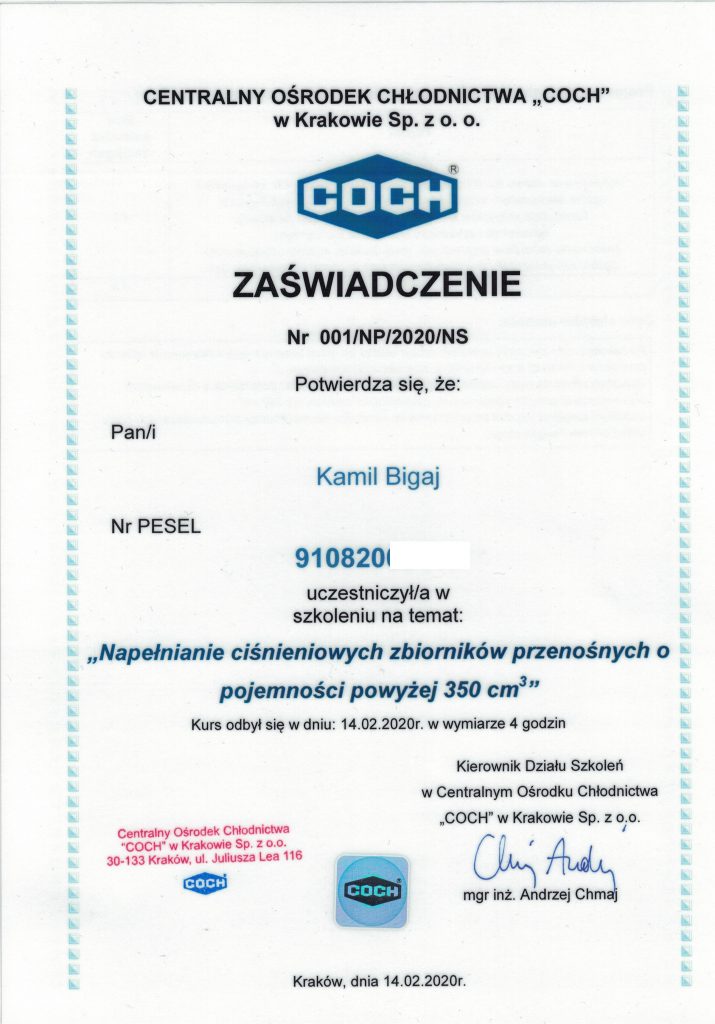 CENTRALNY OŚRODEK CHŁODNICTWA „COCH”
w Krakowie Sp. z o. o.
COCH®
ZAŚWIADCZENIE
Nr 001/NP/2020/NS
Potwierdza się, że:
Pan/i
Kamil Bigaj
Nr PESEL
9108200
uczestniczył/a w
szkoleniu na temat:
„Napełnianie ciśnieniowych zbiorników przenośnych o
pojemności powyżej 350 cm³”
Kurs odbył się w dniu: 14.02.2020r. w wymiarze 4 godzin
Kierownik Działu Szkoleń
w Centralnym Ośrodku Chłodnictwa
„COCH” w Krakowie Sp. z o.o.
mgr inż. Andrzej Chmaj
Centralny Ośrodek Chłodnictwa
"COCH" w Krakowie Sp. z o.o.
30-133 Kraków, ul. Juliusza Lea 116
COCH
COCH
Kraków, dnia 14.02.2020r.